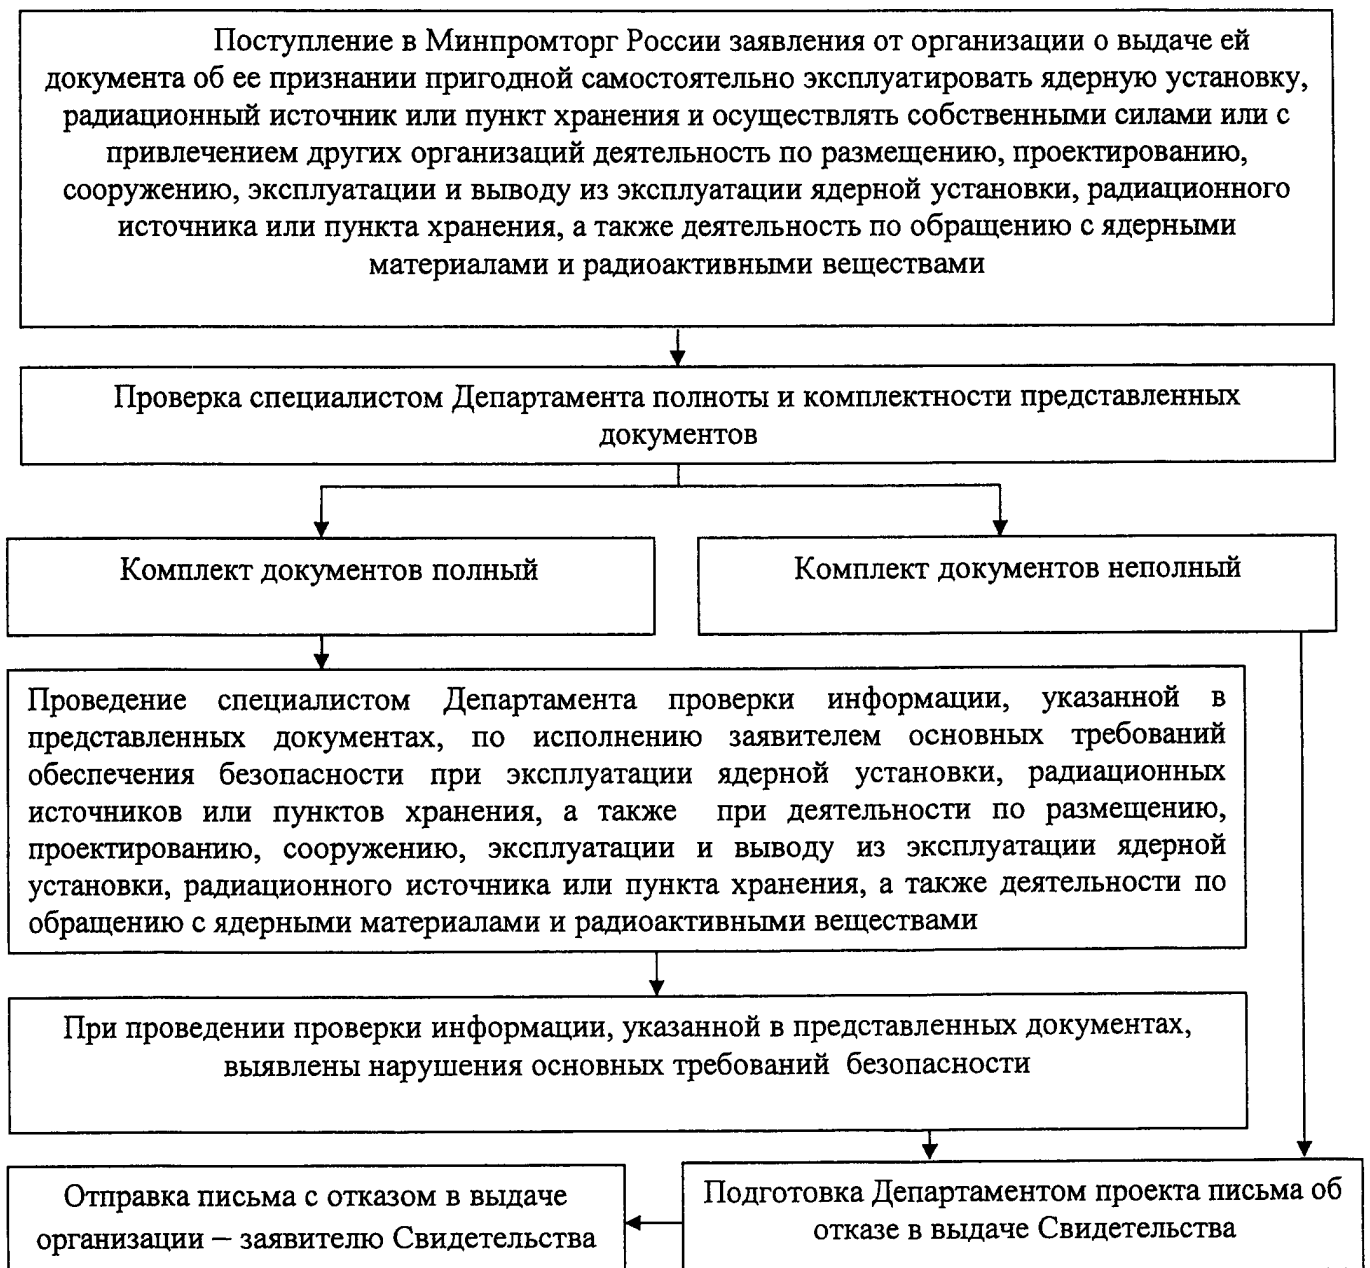 Поступление в Минпромторг России заявления от организации о выдаче ей
документа об ее признании пригодной самостоятельно эксплуатировать ядерную установку,
радиационный источник или пункт хранения и осуществлять собственными силами или с
привлечением других организаций деятельность по размещению, проектированию,
сооружению, эксплуатации и выводу из эксплуатации ядерной установки, радиационного
источника или пункта хранения, а также деятельность по обращению с ядерными
материалами и радиоактивными веществами
Проверка специалистом Департамента полноты и комплектности представленных
документов
Комплект документов полный
Комплект документов неполный
Проведение специалистом Департамента проверки информации, указанной в
представленных документах, по исполнению заявителем основных требований
обеспечения безопасности при эксплуатации ядерной установки, радиационных
источников или пунктов хранения, а также при деятельности по размещению,
проектированию, сооружению, эксплуатации и выводу из эксплуатации ядерной
установки, радиационного источника или пункта хранения, а также деятельности по
обращению с ядерными материалами и радиоактивными веществами
При проведении проверки информации, указанной в представленных документах,
выявлены нарушения основных требований безопасности
Отправка письма с отказом в выдаче
организации – заявителю Свидетельства
Подготовка Департаментом проекта письма об
отказе в выдаче Свидетельства